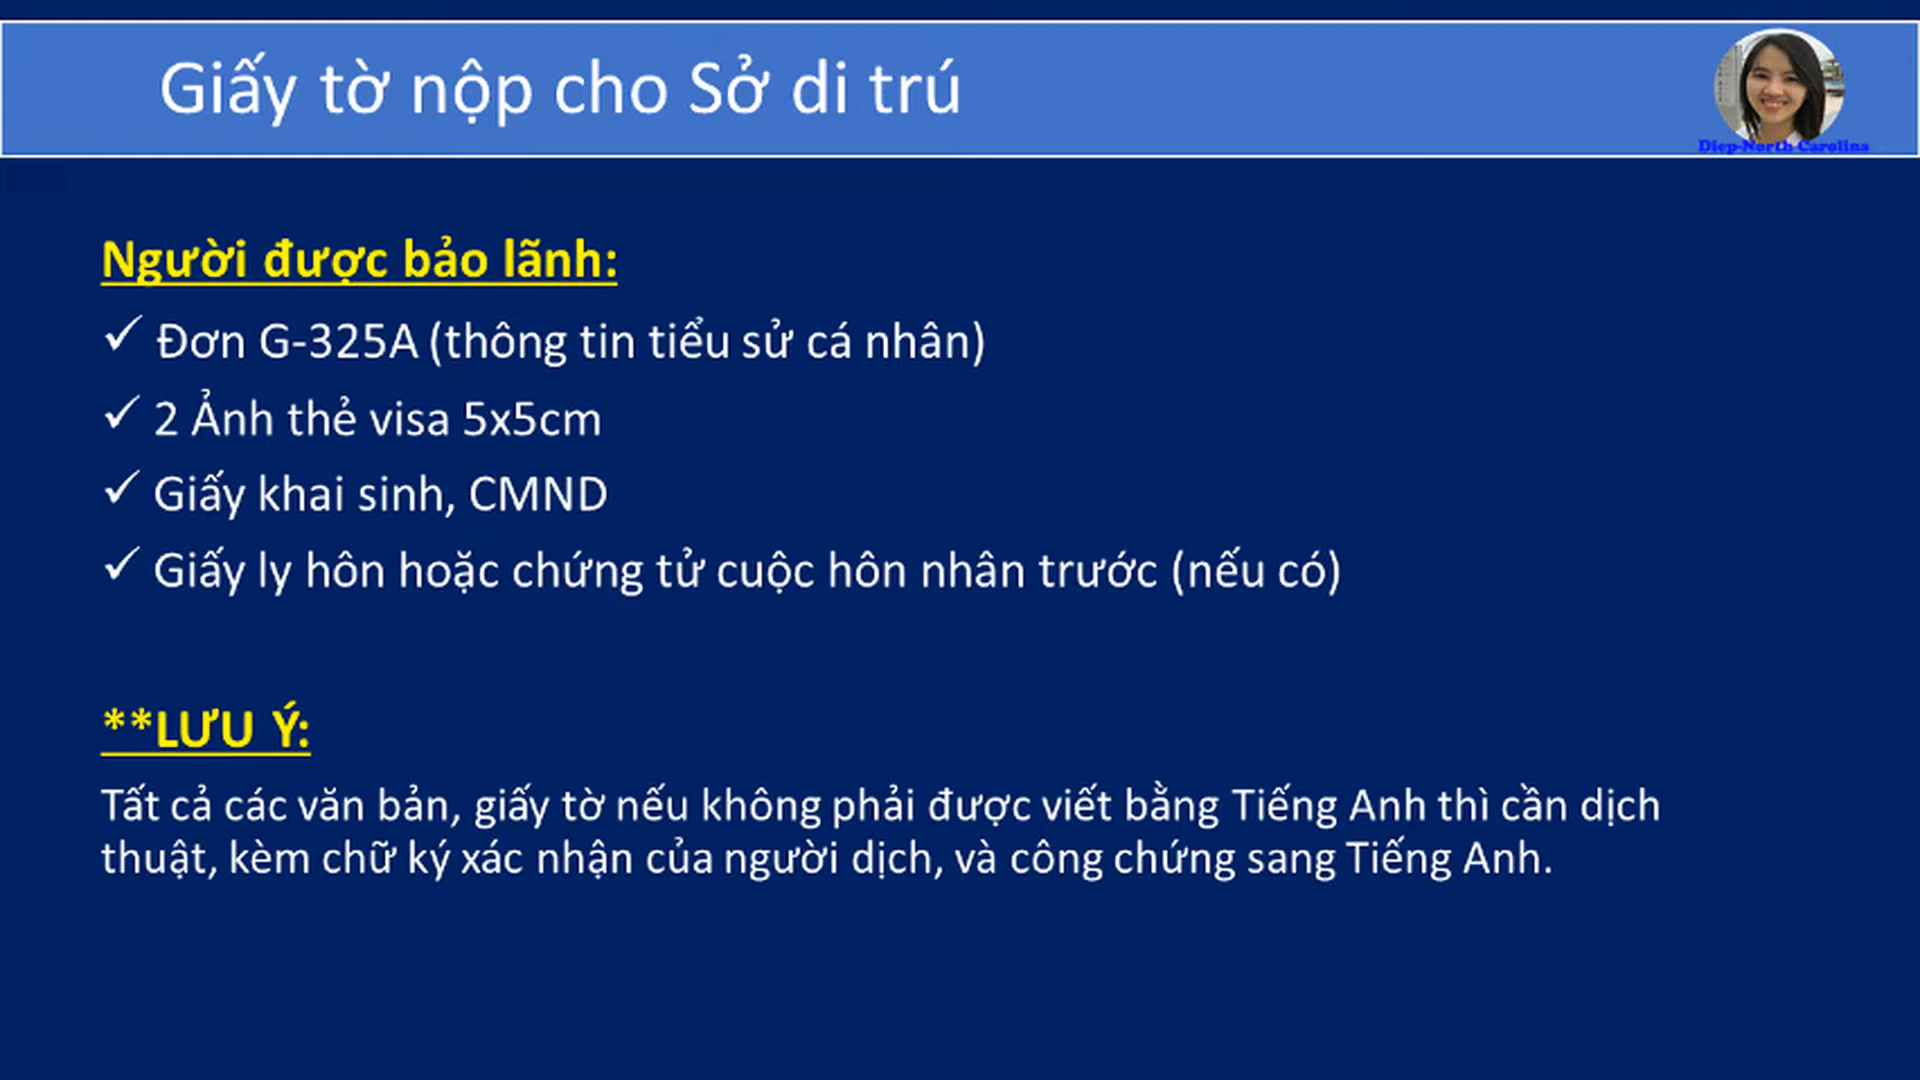 Giấy tờ nộp cho Sở di trú
Diep-North Carolina
Người được bảo lãnh:
✓ Đơn G-325A (thông tin tiểu sử cá nhân)
✓ 2 Ảnh thẻ visa 5x5cm
✓ Giấy khai sinh, CMND
✓ Giấy ly hôn hoặc chứng tử cuộc hôn nhân trước (nếu có)
**LƯU Ý:
Tất cả các văn bản, giấy tờ nếu không phải được viết bằng Tiếng Anh thì cần dịch
thuật, kèm chữ ký xác nhận của người dịch, và công chứng sang Tiếng Anh.